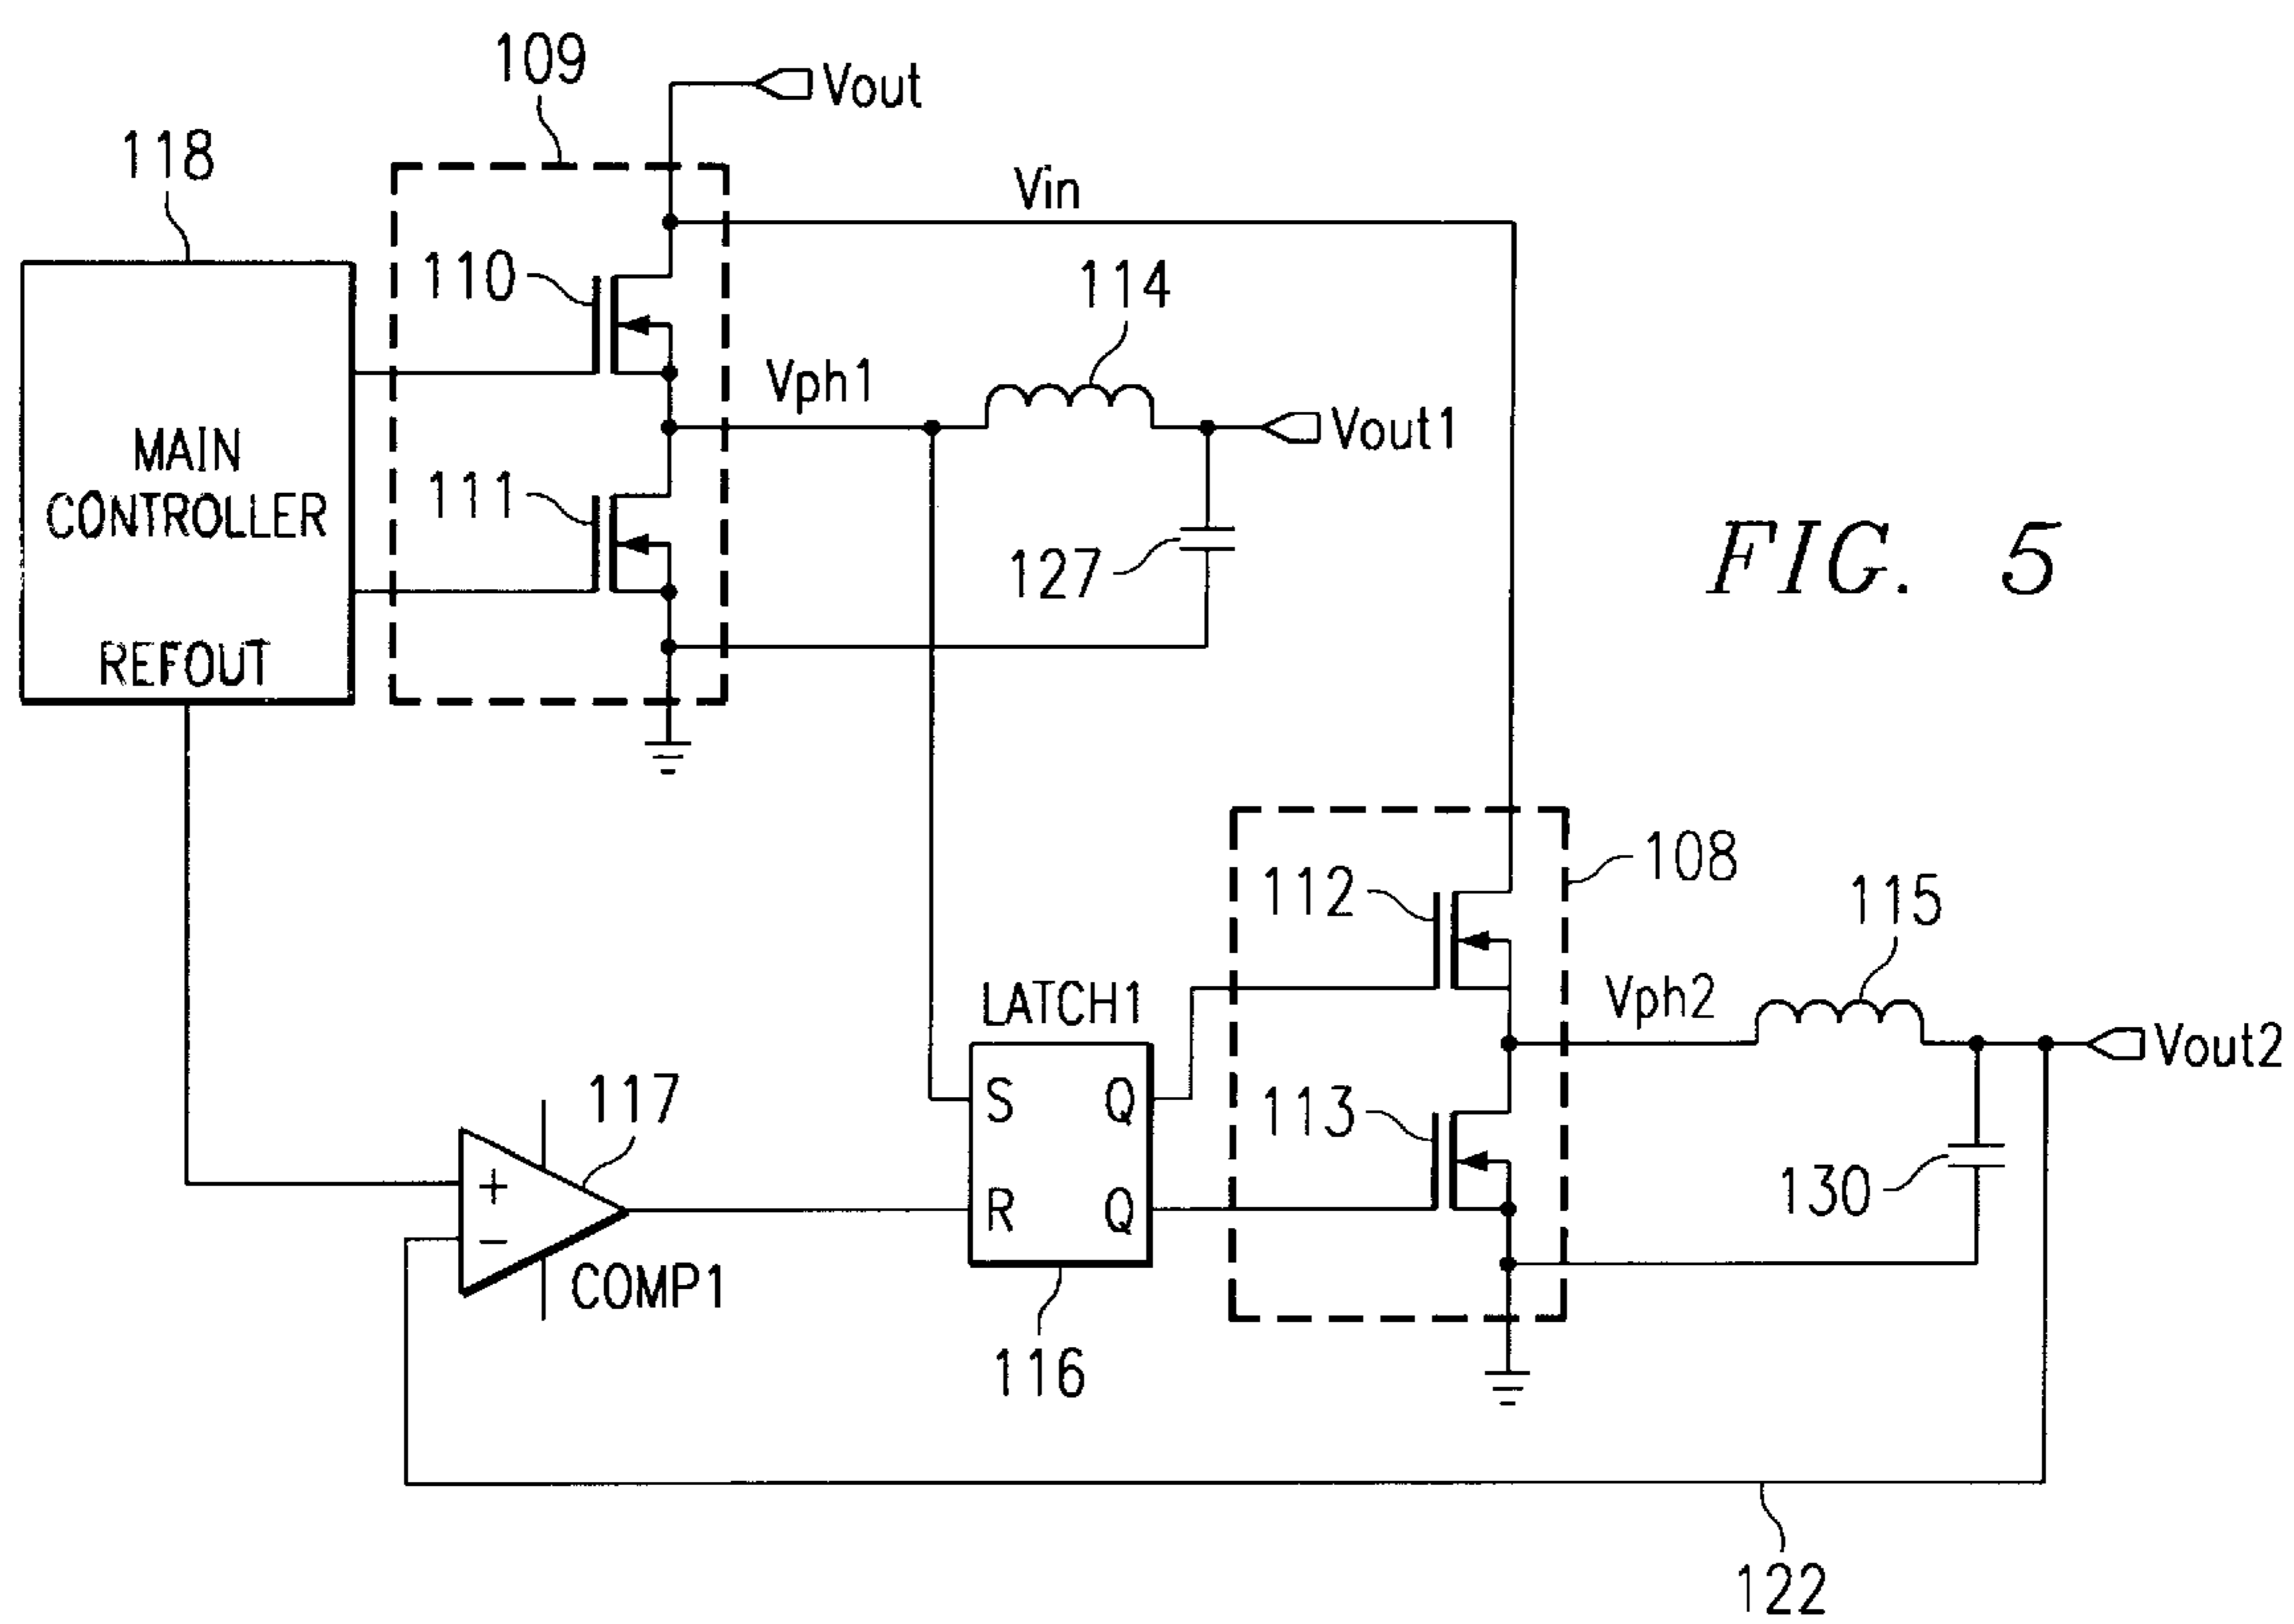 109
Vout
118
Vin
110
114
Vph1
Vout1
MAIN
CONTROLLER
111
127
FIG. 5
REFOUT
108
112
115
LATCH1
Vph2
Vout2
117
S
Q
113
+
130
R
Q
−
COMP1
116
122